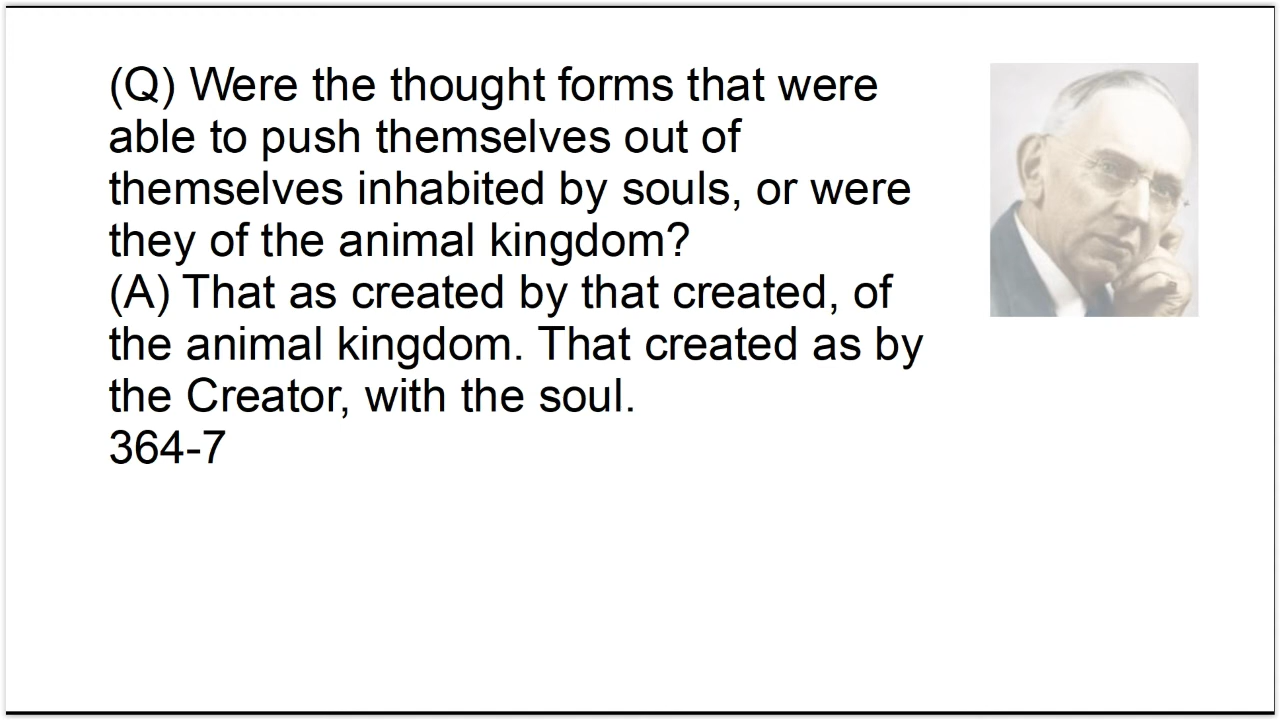 (Q) Were the thought forms that were
able to push themselves out of
themselves inhabited by souls, or were
they of the animal kingdom?
(A) That as created by that created, of
the animal kingdom. That created as by
the Creator, with the soul.
364-7